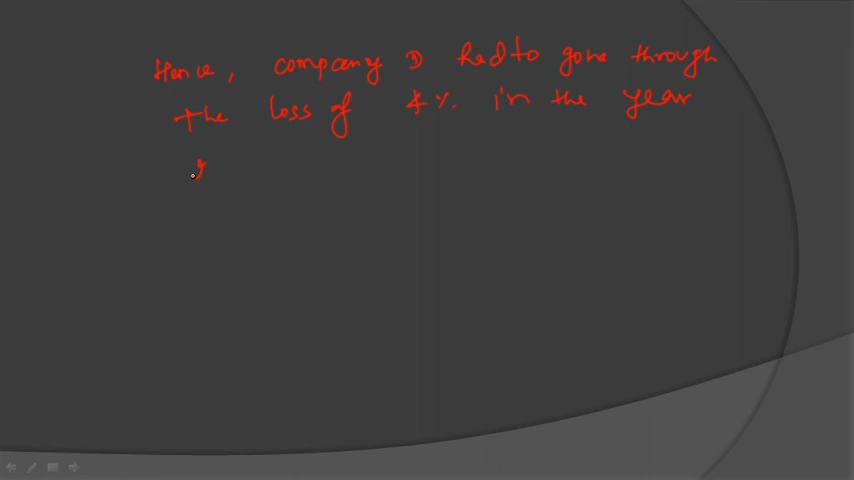 Hence, company D had to gone through
the loss of 4% in the year